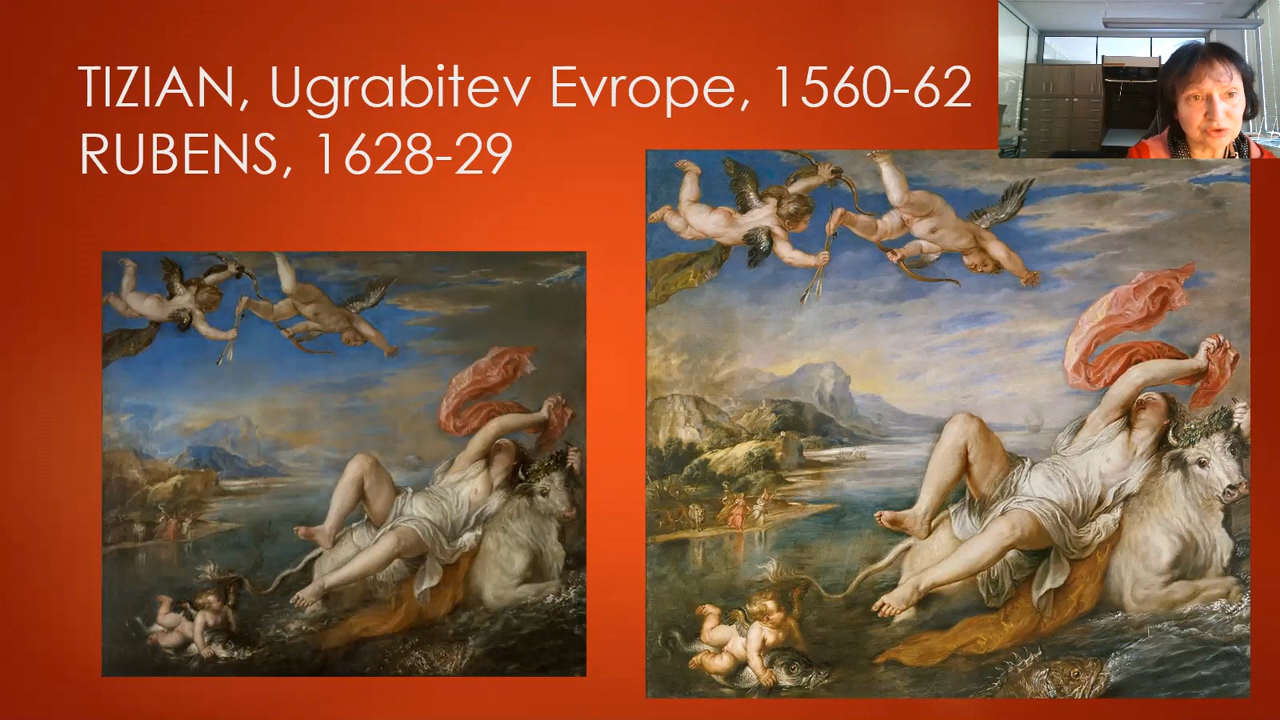 TIZIAN, Ugrabitev Evrope, 1560-62
RUBENS, 1628-29